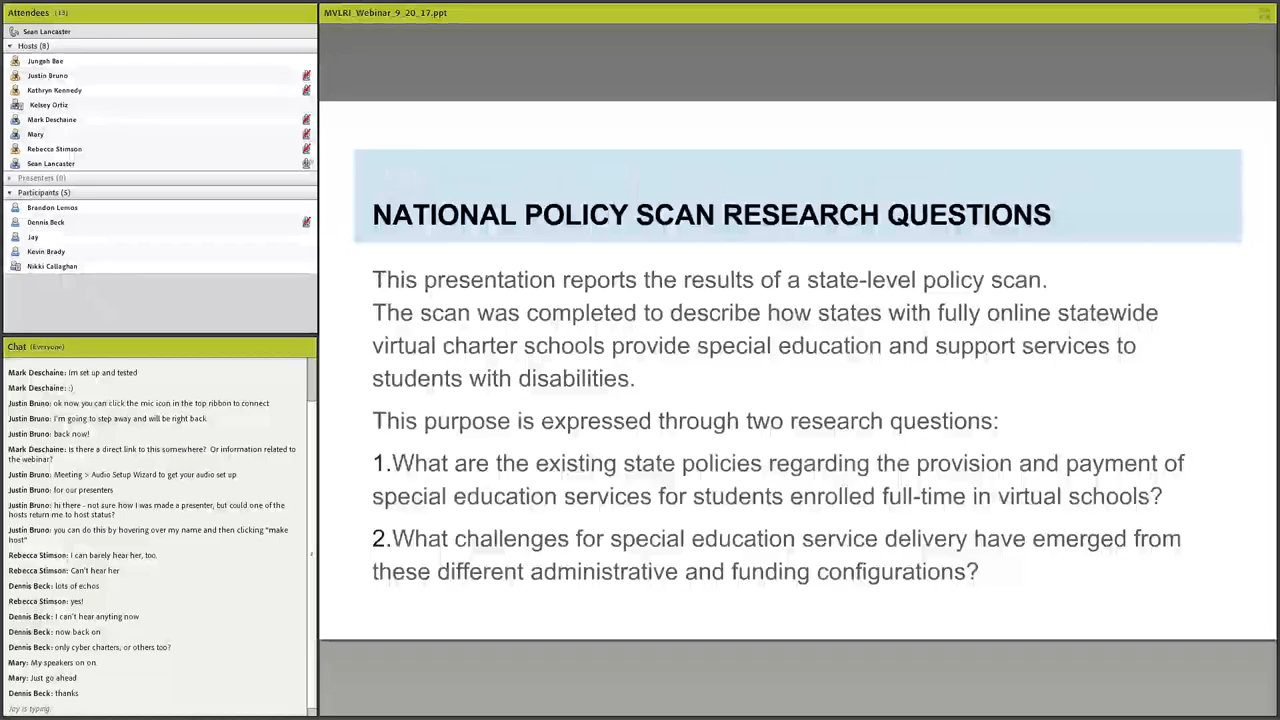 Attendees (13)
Sean Lancaster
Hosts (8)
Jungah Bae
Justin Bruno
Kathryn Kennedy
Kelsey Ortiz
Mark Deschaine
Mary
Rebecca Stimson
Sean Lancaster
Presenters (0)
Participants (5)
Brandon Lemos
Dennis Beck
Jay
Kevin Brady
Nikki Callaghan
Chat (Everyone)
Mark Deschaine: Im set up and tested
Mark Deschaine: :)
Justin Bruno: ok now you can click the mic icon in the top ribbon to connect
Justin Bruno: I'm going to step away and will be right back
Justin Bruno: back now!
Mark Deschaine: Is there a direct link to this somewhere? Or information related to
the webinar?
Justin Bruno: Meeting > Audio Setup Wizard to get your audio set up
Justin Bruno: for our presenters
Justin Bruno: hi there - not sure how I was made a presenter, but could one of the
hosts return me to host status?
Justin Bruno: you can do this by hovering over my name and then clicking "make
host"
Rebecca Stimson: I can barely hear her, too.
Rebecca Stimson: Can't hear her
Dennis Beck: lots of echos
Rebecca Stimson: yes!
Dennis Beck: I can't hear anyting now
Dennis Beck: now back on
Dennis Beck: only cyber charters, or others too?
Mary: My speakers on on.
Mary: Just go ahead
Dennis Beck: thanks
Jay is typing.
MVLRI_Webinar_9_20_17.ppt
NATIONAL POLICY SCAN RESEARCH QUESTIONS
This presentation reports the results of a state-level policy scan.
The scan was completed to describe how states with fully online statewide
virtual charter schools provide special education and support services to
students with disabilities.
This purpose is expressed through two research questions:
1.What are the existing state policies regarding the provision and payment of
special education services for students enrolled full-time in virtual schools?
2.What challenges for special education service delivery have emerged from
these different administrative and funding configurations?